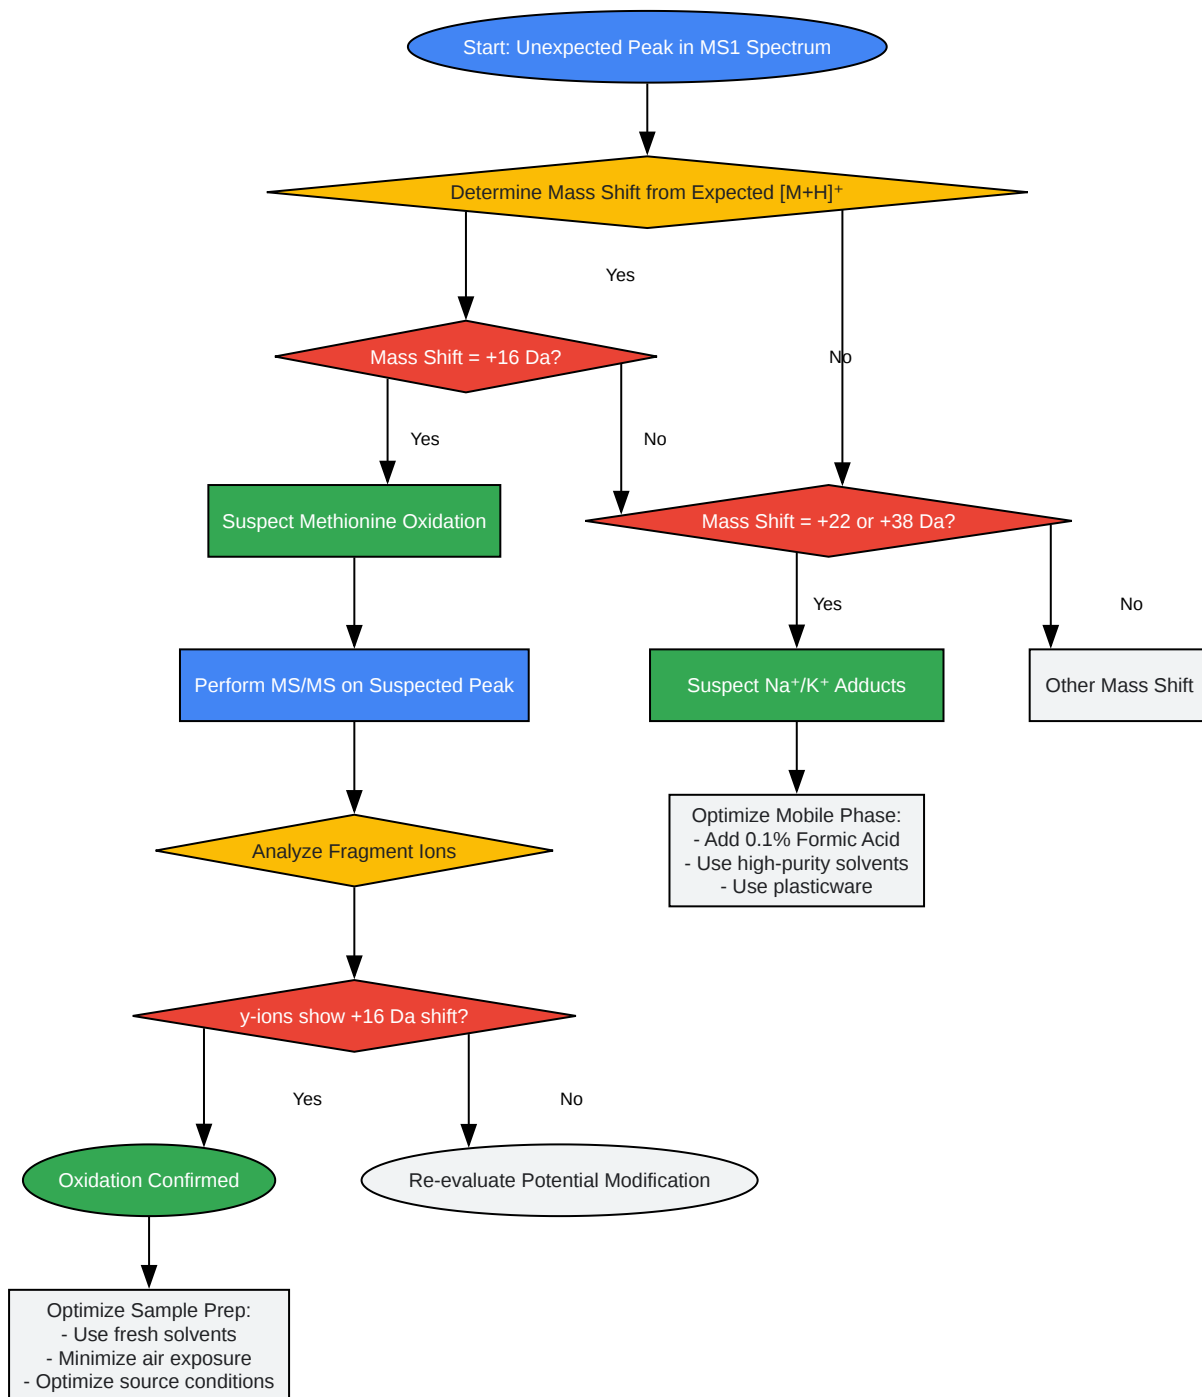 Start: Unexpected Peak in MS1 Spectrum
Determine Mass Shift from Expected [M+H]⁺
Yes
Mass Shift = +16 Da?
No
Yes
No
Suspect Methionine Oxidation
Mass Shift = +22 or +38 Da?
Yes
No
Perform MS/MS on Suspected Peak
Suspect Na⁺/K⁺ Adducts
Other Mass Shift
Optimize Mobile Phase:
- Add 0.1% Formic Acid
- Use high-purity solvents
- Use plasticware
Analyze Fragment Ions
y-ions show +16 Da shift?
Yes
No
Oxidation Confirmed
Re-evaluate Potential Modification
Optimize Sample Prep:
- Use fresh solvents
- Minimize air exposure
- Optimize source conditions